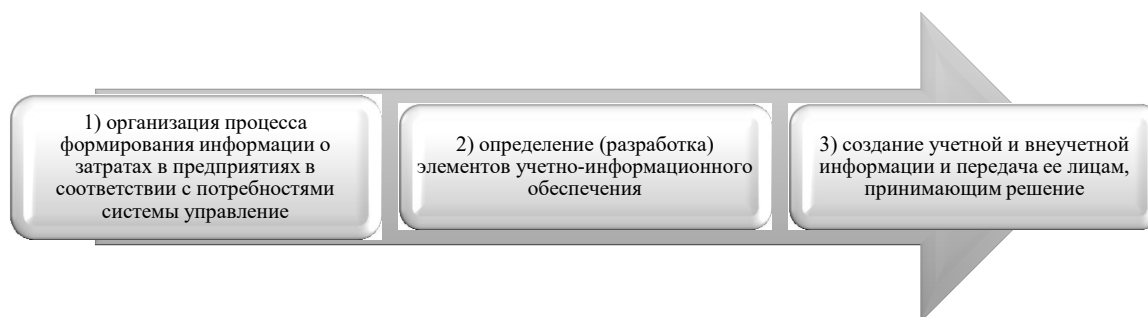 1) организация процесса
формирования информации о
затратах в предприятиях в
соответствии с потребностями
системы управление
2) определение (разработка)
элементов учетно-информационного
обеспечения
3) создание учетной и внеучетной
информации и передача ее лицам,
принимающим решение